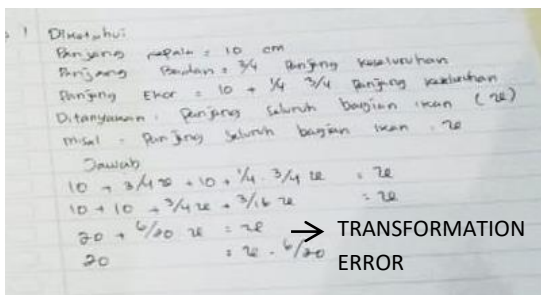 1 Diketahui
Panjang kepala = 10 cm
Panjang Badan = 3/4 Panjang keseluruhan
Panjang Ekor = 10 + 1/4 3/4 Panjang keseluruhan
Ditanyakan : panjang seluruh bagian ikan (x)
misal : Panjang seluruh bagian ikan = x
Jawab
10 + 3/4 x + 10 + 1/4 . 3/4 x = x
10 + 10 + 3/4 x + 3/16 x = x
20 + 6/20 x = x → TRANSFORMATION
20 = x - 6/20 ERROR